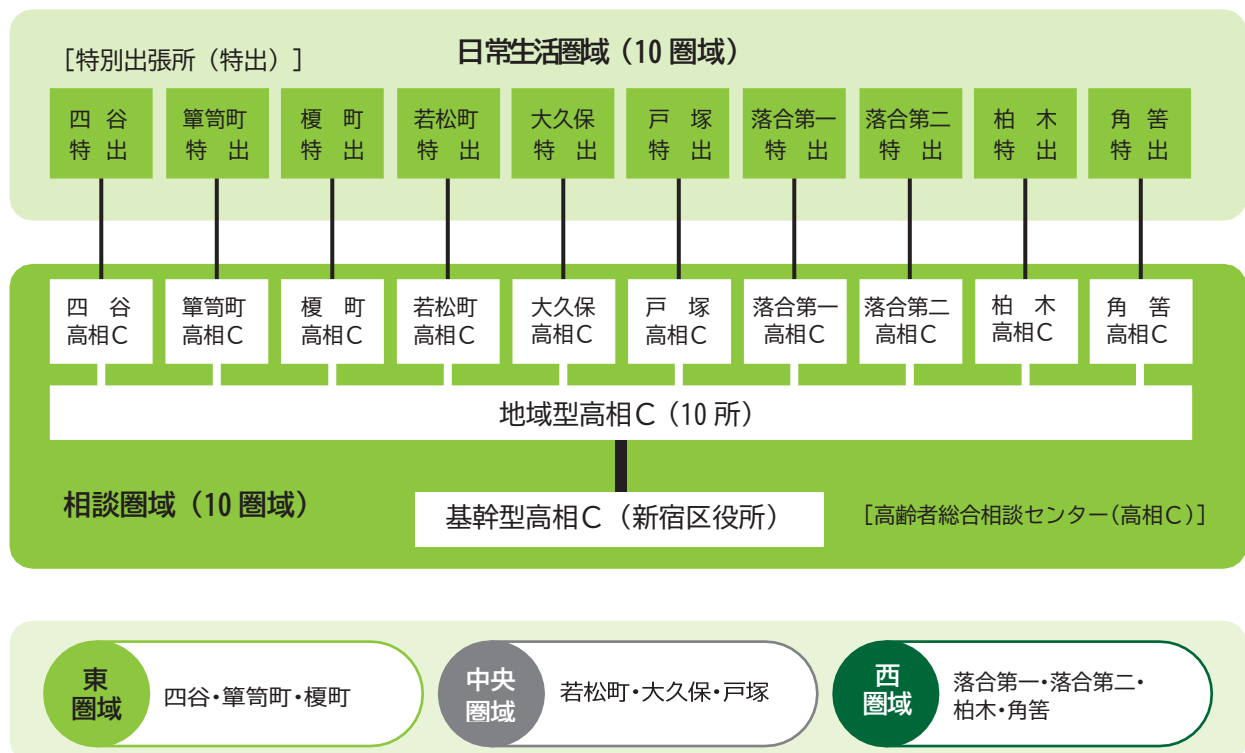 日常生活圏域（10 圏域）
［特別出張所（特出）］
四 谷
特 出
簞笥町
特 出
榎 町
特 出
若松町
特 出
大久保
特 出
戸 塚
特 出
落合第一
特 出
落合第二
特 出
柏 木
特 出
角 筈
特 出
四 谷
高相C
簞笥町
高相C
榎 町
高相C
若松町
高相C
大久保
高相C
戸 塚
高相C
落合第一
高相C
落合第二
高相C
柏 木
高相C
角 筈
高相C
地域型高相C（10 所）
相談圏域（10 圏域）
基幹型高相C（新宿区役所）
［高齢者総合相談センター(高相C)］
東
圏域
四谷・簞笥町・榎町
中央
圏域
若松町・大久保・戸塚
西
圏域
落合第一・落合第二・
柏木・角筈